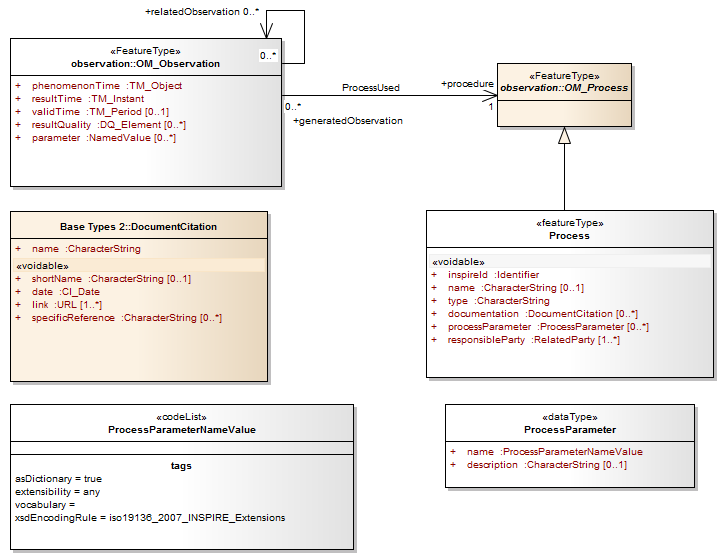 +relatedObservation 0..*
«FeatureType»
observation::OM_Observation
0..*
+ phenomenonTime :TM_Object
+ resultTime :TM_Instant
+ validTime :TM_Period [0..1]
+ resultQuality :DQ_Element [0..*]
+ parameter :NamedValue [0..*]
ProcessUsed
+procedure
0..*
1
+generatedObservation
«FeatureType»
observation::OM_Process
Base Types 2::DocumentCitation
+ name :CharacterString
«voidable»
+ shortName :CharacterString [0..1]
+ date :CI_Date
+ link :URL [1..*]
+ specificReference :CharacterString [0..*]
«featureType»
Process
«voidable»
+ inspireId :Identifier
+ name :CharacterString [0..1]
+ type :CharacterString
+ documentation :DocumentCitation [0..*]
+ processParameter :ProcessParameter [0..*]
+ responsibleParty :RelatedParty [1..*]
«codeList»
ProcessParameterNameValue
tags
asDictionary = true
extensibility = any
vocabulary =
xsdEncodingRule = iso19136_2007_INSPIRE_Extensions
«dataType»
ProcessParameter
+ name :ProcessParameterNameValue
+ description :CharacterString [0..1]